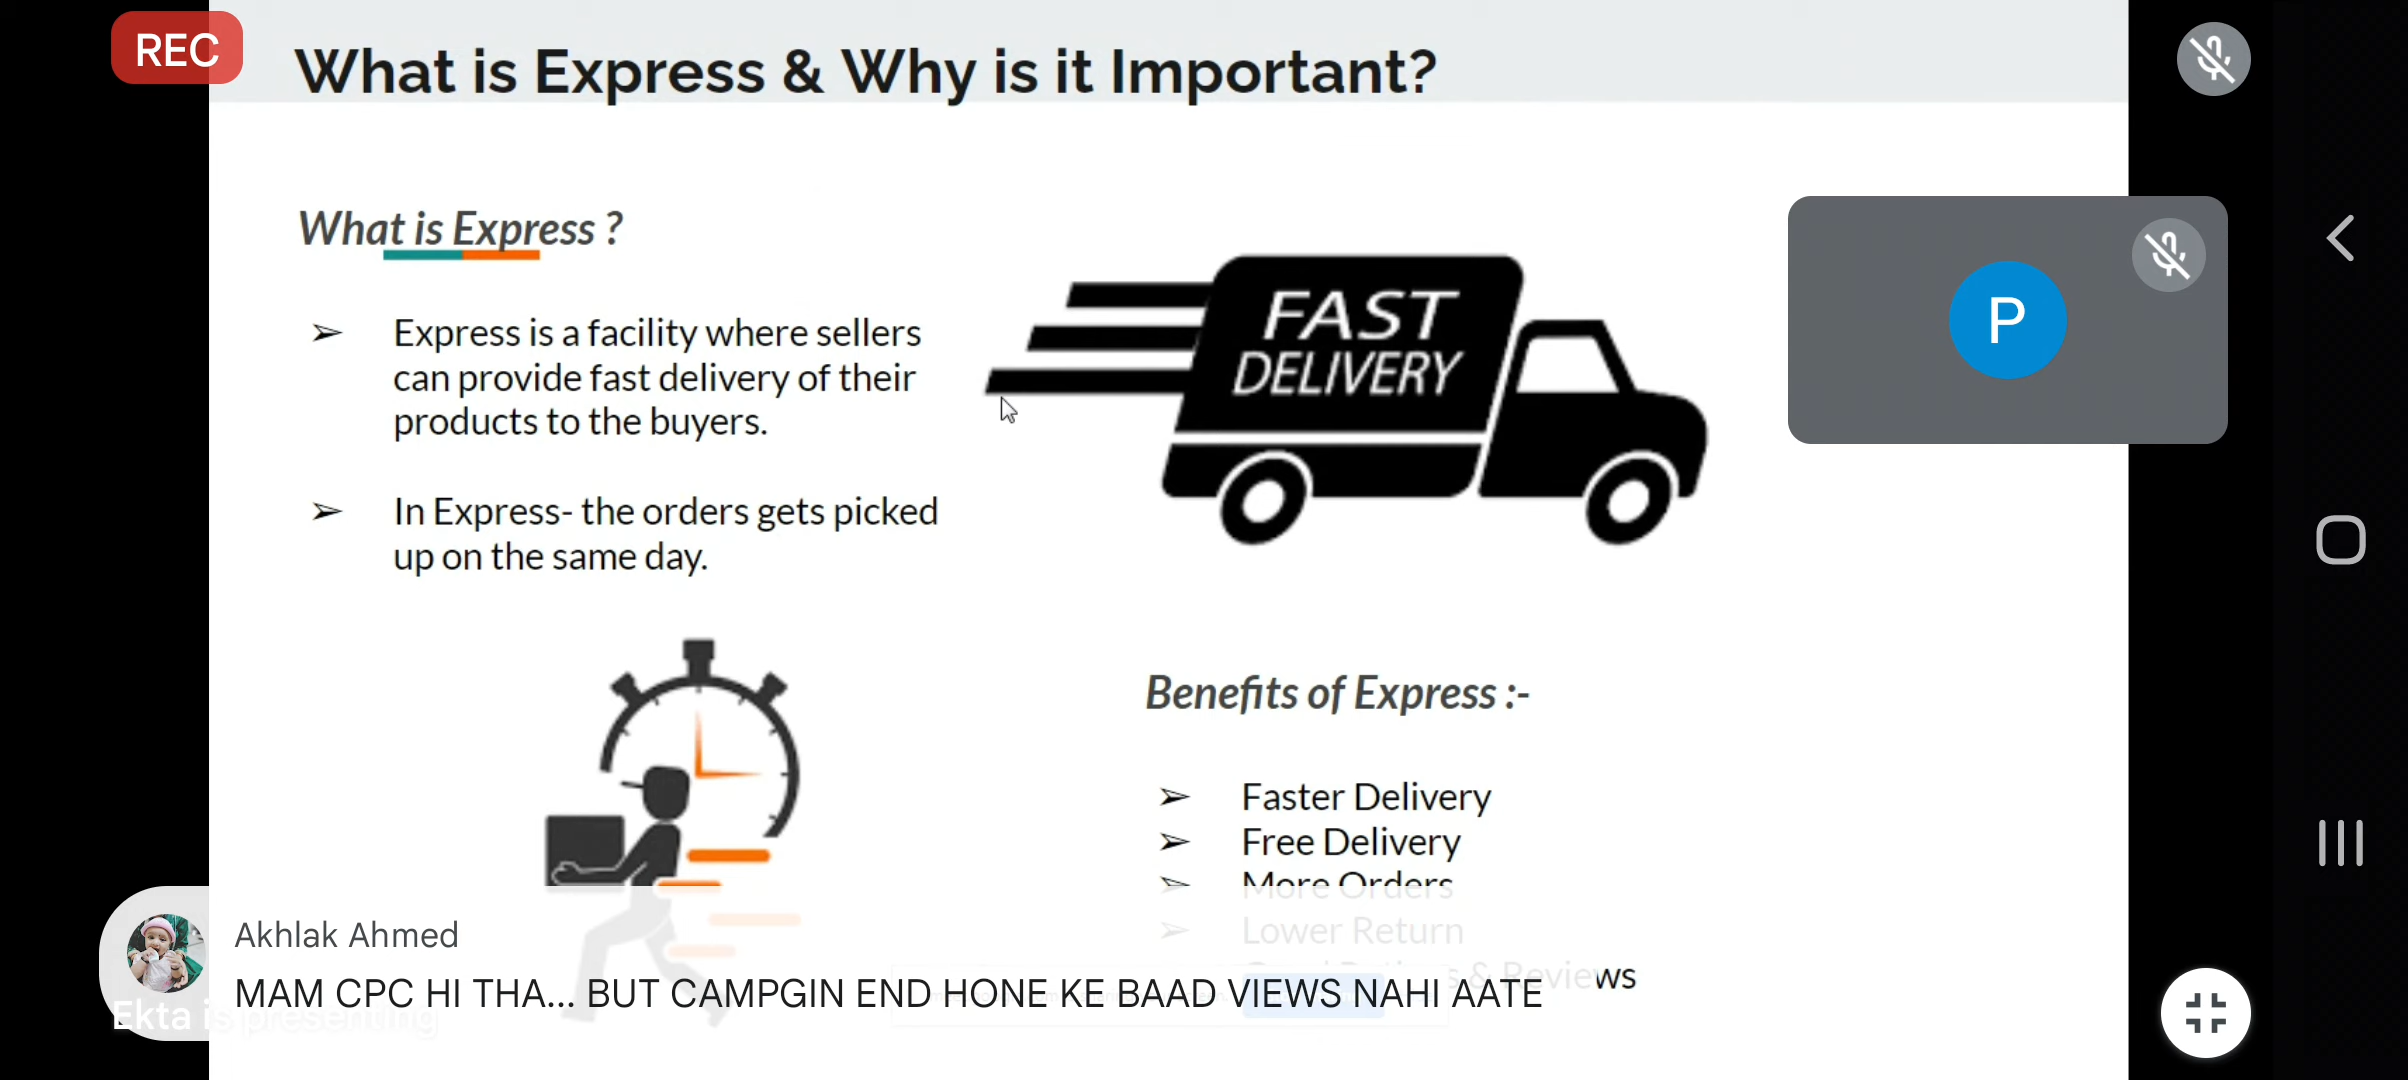 REC
What is Express & Why is it Important?
What is Express ?
➢ Express is a facility where sellers
can provide fast delivery of their
products to the buyers.
➢ In Express- the orders gets picked
up on the same day.
FAST
DELIVERY
P
Benefits of Express :-
➢ Faster Delivery
➢ Free Delivery
➢ More Orders
➢ Lower Return
& Reviews
Akhlak Ahmed
MAM CPC HI THA... BUT CAMPGIN END HONE KE BAAD VIEWS NAHI AATE
Ekta is presenting